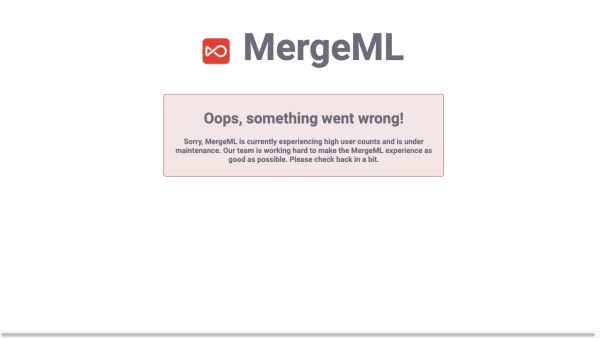 MergeML
Oops, something went wrong!
Sorry, MergeML is currently experiencing high user counts and is under
maintenance. Our team is working hard to make the MergeML experience as
good as possible. Please check back in a bit.